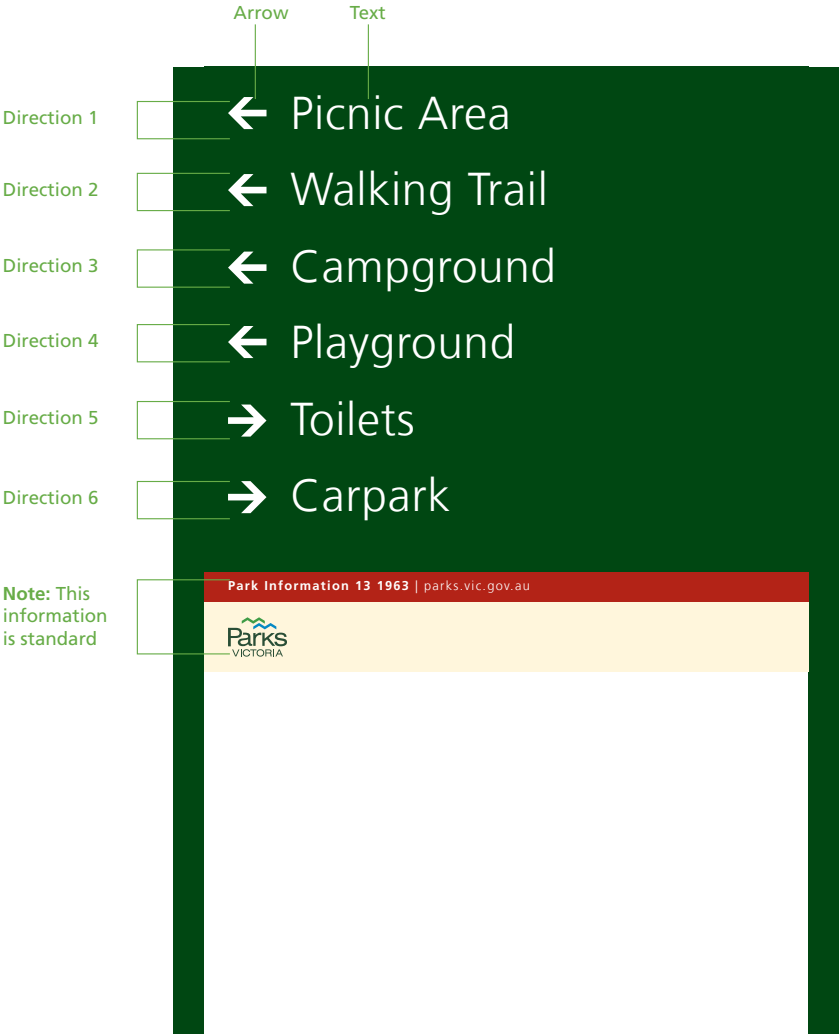 Arrow Text
Direction 1
← Picnic Area
Direction 2
← Walking Trail
Direction 3
← Campground
Direction 4
← Playground
Direction 5
→ Toilets
Direction 6
→ Carpark
Note: This
information
is standard
Park Information 13 1963 | parks.vic.gov.au
Parks
VICTORIA